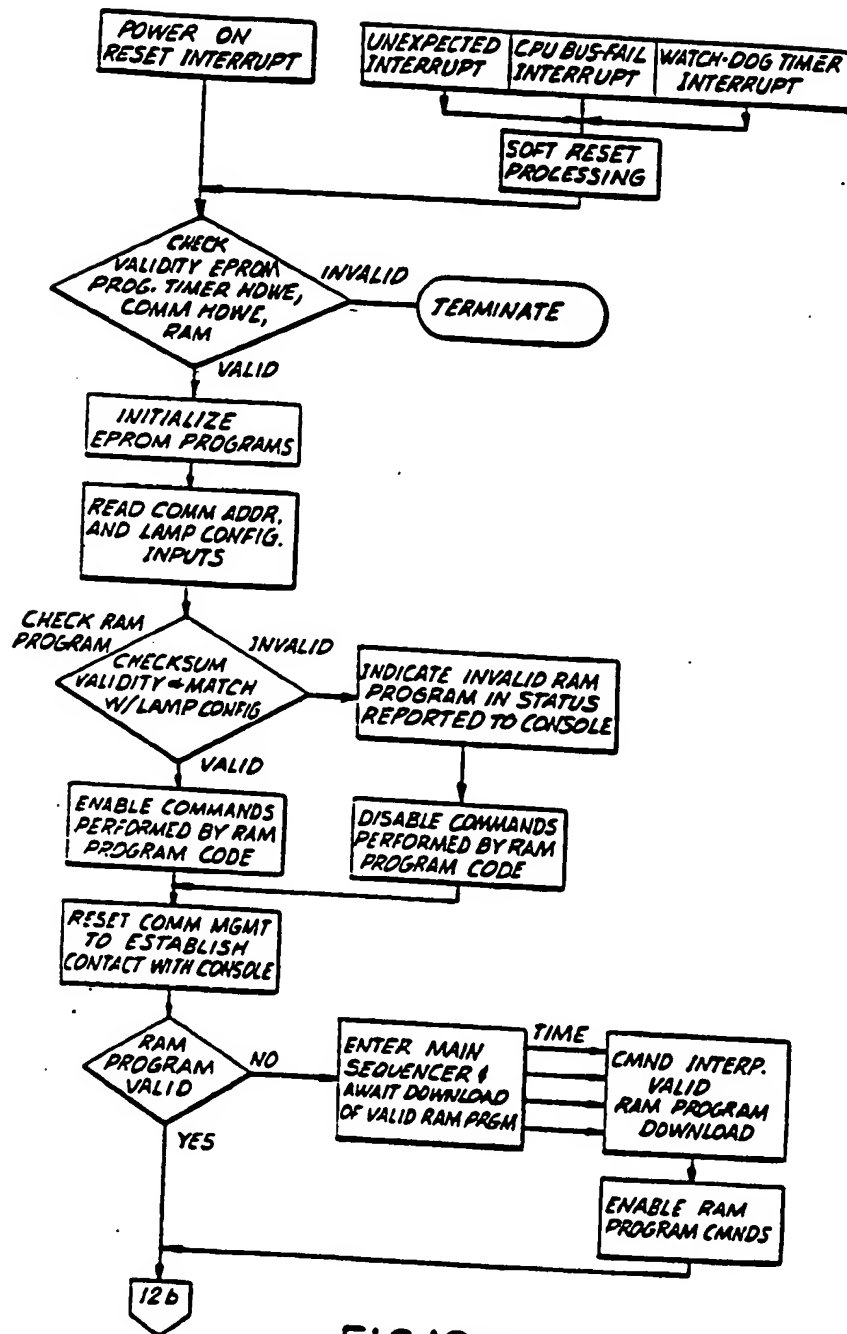 POWER ON
RESET INTERRUPT
UNEXPECTED
INTERRUPT
CPU BUS-FAIL
INTERRUPT
WATCH-DOG TIMER
INTERRUPT
SOFT RESET
PROCESSING
CHECK
VALIDITY EPROM
PROG. TIMER HDWE,
COMM HDWE,
RAM
INVALID
TERMINATE
VALID
INITIALIZE
EPROM PROGRAMS
READ COMM ADDR.
AND LAMP CONFIG.
INPUTS
CHECK RAM
PROGRAM
CHECKSUM
VALIDITY & MATCH
W/LAMP CONFIG
INVALID
INDICATE INVALID RAM
PROGRAM IN STATUS
REPORTED TO CONSOLE
VALID
ENABLE COMMANDS
PERFORMED BY RAM
PROGRAM CODE
DISABLE COMMANDS
PERFORMED BY RAM
PROGRAM CODE
RESET COMM MGMT
TO ESTABLISH
CONTACT WITH CONSOLE
RAM
PROGRAM
VALID
NO
ENTER MAIN
SEQUENCER &
AWAIT DOWNLOAD
OF VALID RAM PRGM
TIME
CMND INTERP.
VALID
RAM PROGRAM
DOWNLOAD
YES
ENABLE RAM
PROGRAM CMNDS
12b